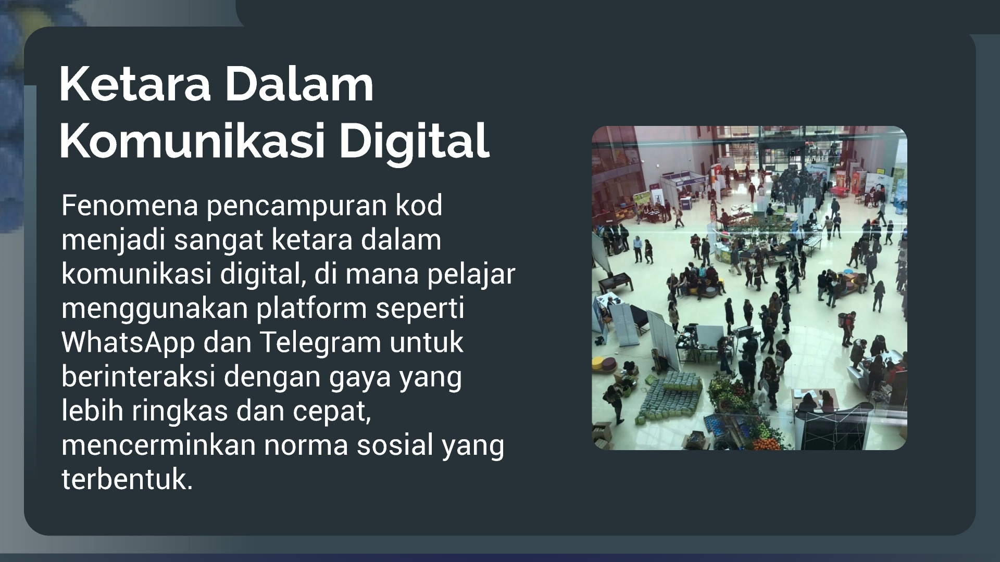 Ketara Dalam
Komunikasi Digital
Fenomena pencampuran kod
menjadi sangat ketara dalam
komunikasi digital, di mana pelajar
menggunakan platform seperti
WhatsApp dan Telegram untuk
berinteraksi dengan gaya yang
lebih ringkas dan cepat,
mencerminkan norma sosial yang
terbentuk.